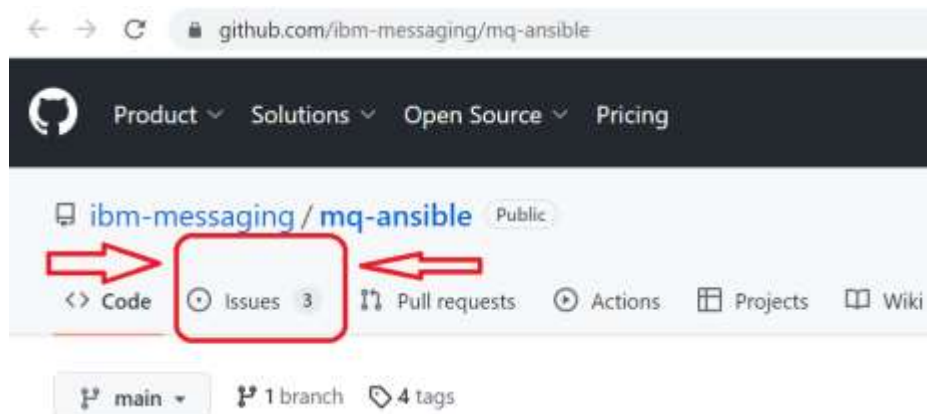 github.com/ibm-messaging/mq-ansible
Product Solutions Open Source Pricing
ibm-messaging / mq-ansible Public
<> Code Issues 3 Pull requests Actions Projects Wiki
main 1 branch 4 tags